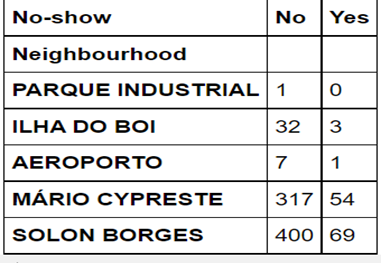 No-show No Yes
Neighbourhood
PARQUE INDUSTRIAL 1 0
ILHA DO BOI 32 3
AEROPORTO 7 1
MÁRIO CYPRESTE 317 54
SOLON BORGES 400 69